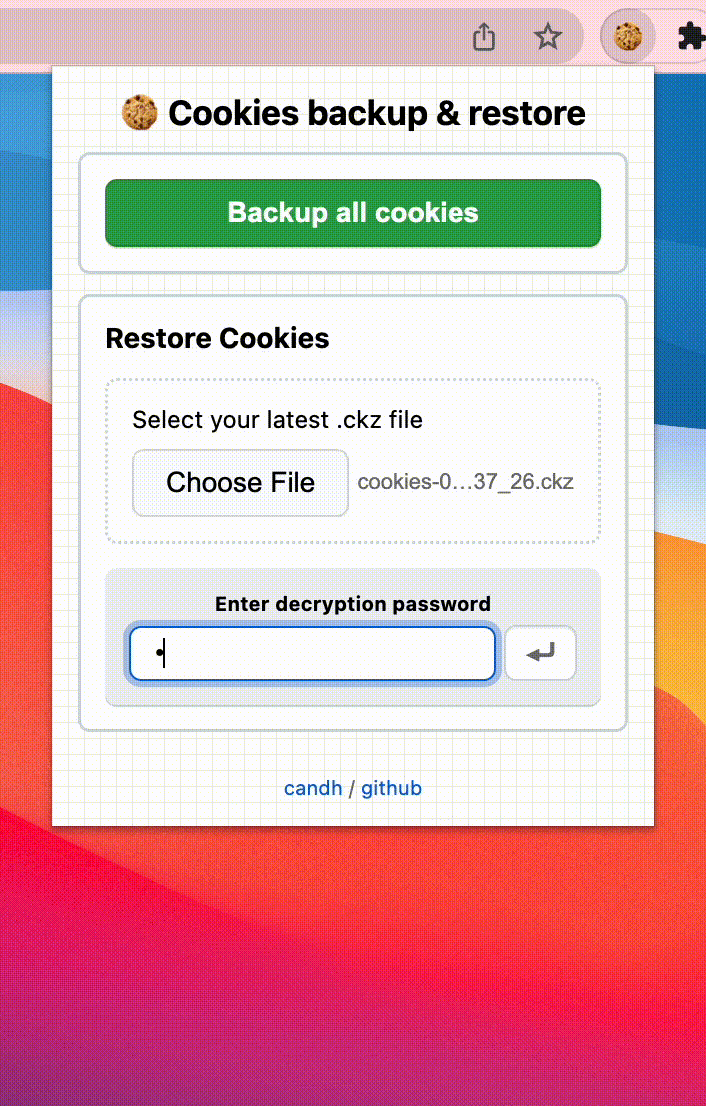 Cookies backup & restore
Backup all cookies
Restore Cookies
Select your latest .ckz file
Choose File cookies-0...37_26.ckz
Enter decryption password
candh / github